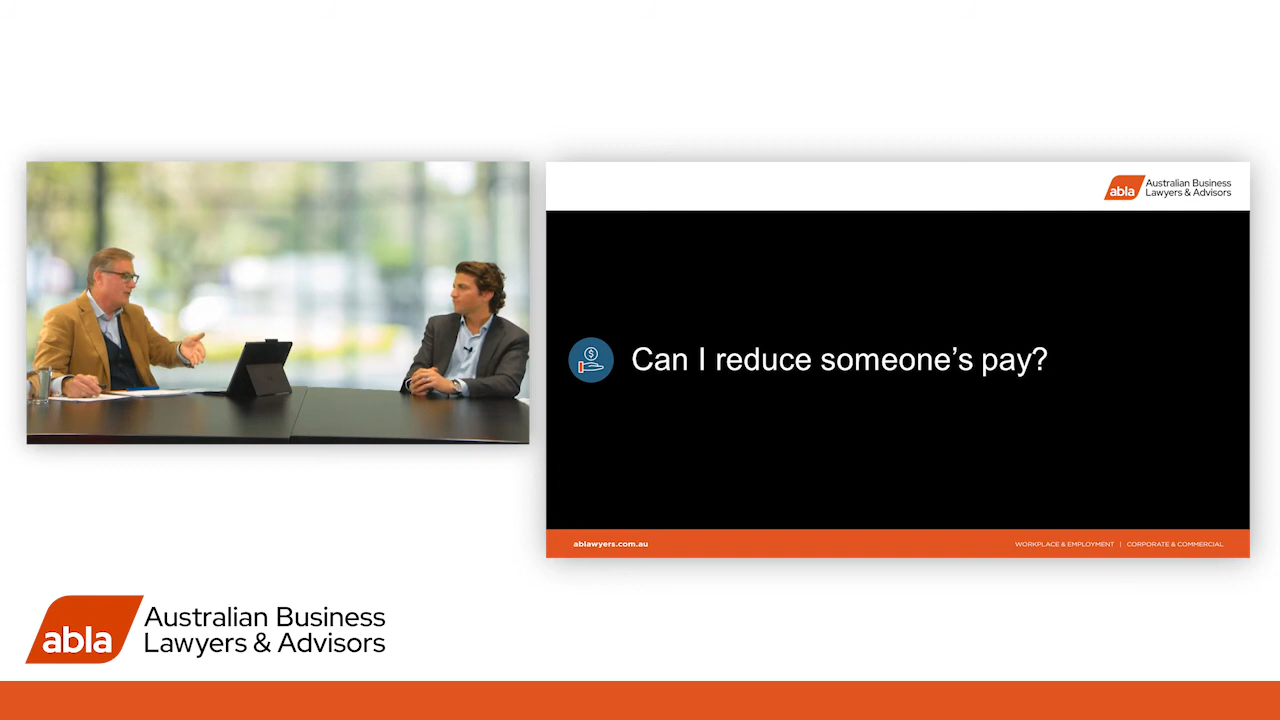 abla
Australian Business
Lawyers & Advisors
$
Can I reduce someone’s pay?
ablawyers.com.au
WORKPLACE & EMPLOYMENT | CORPORATE & COMMERCIAL
abla
Australian Business
Lawyers & Advisors